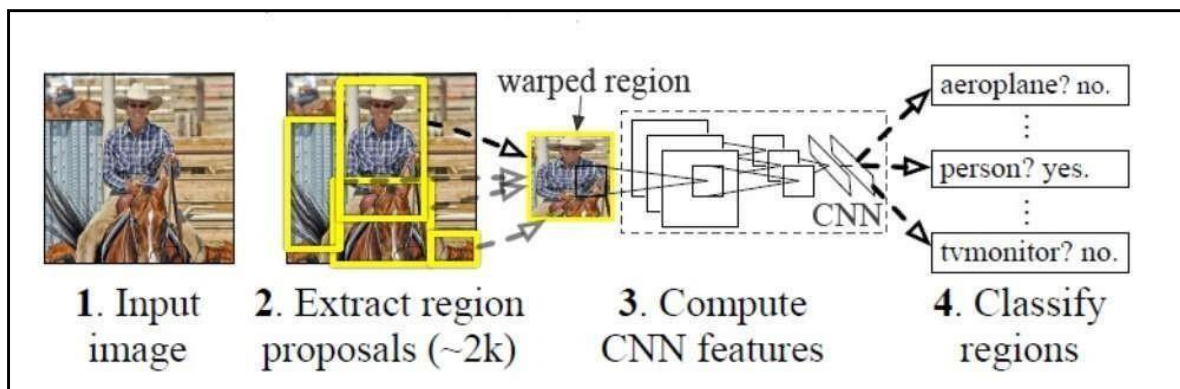 warped region
aeroplane? no.
⋮
person? yes.
CNN
⋮
tvmonitor? no.
1. Input
image
2. Extract region
proposals (~2k)
3. Compute
CNN features
4. Classify
regions